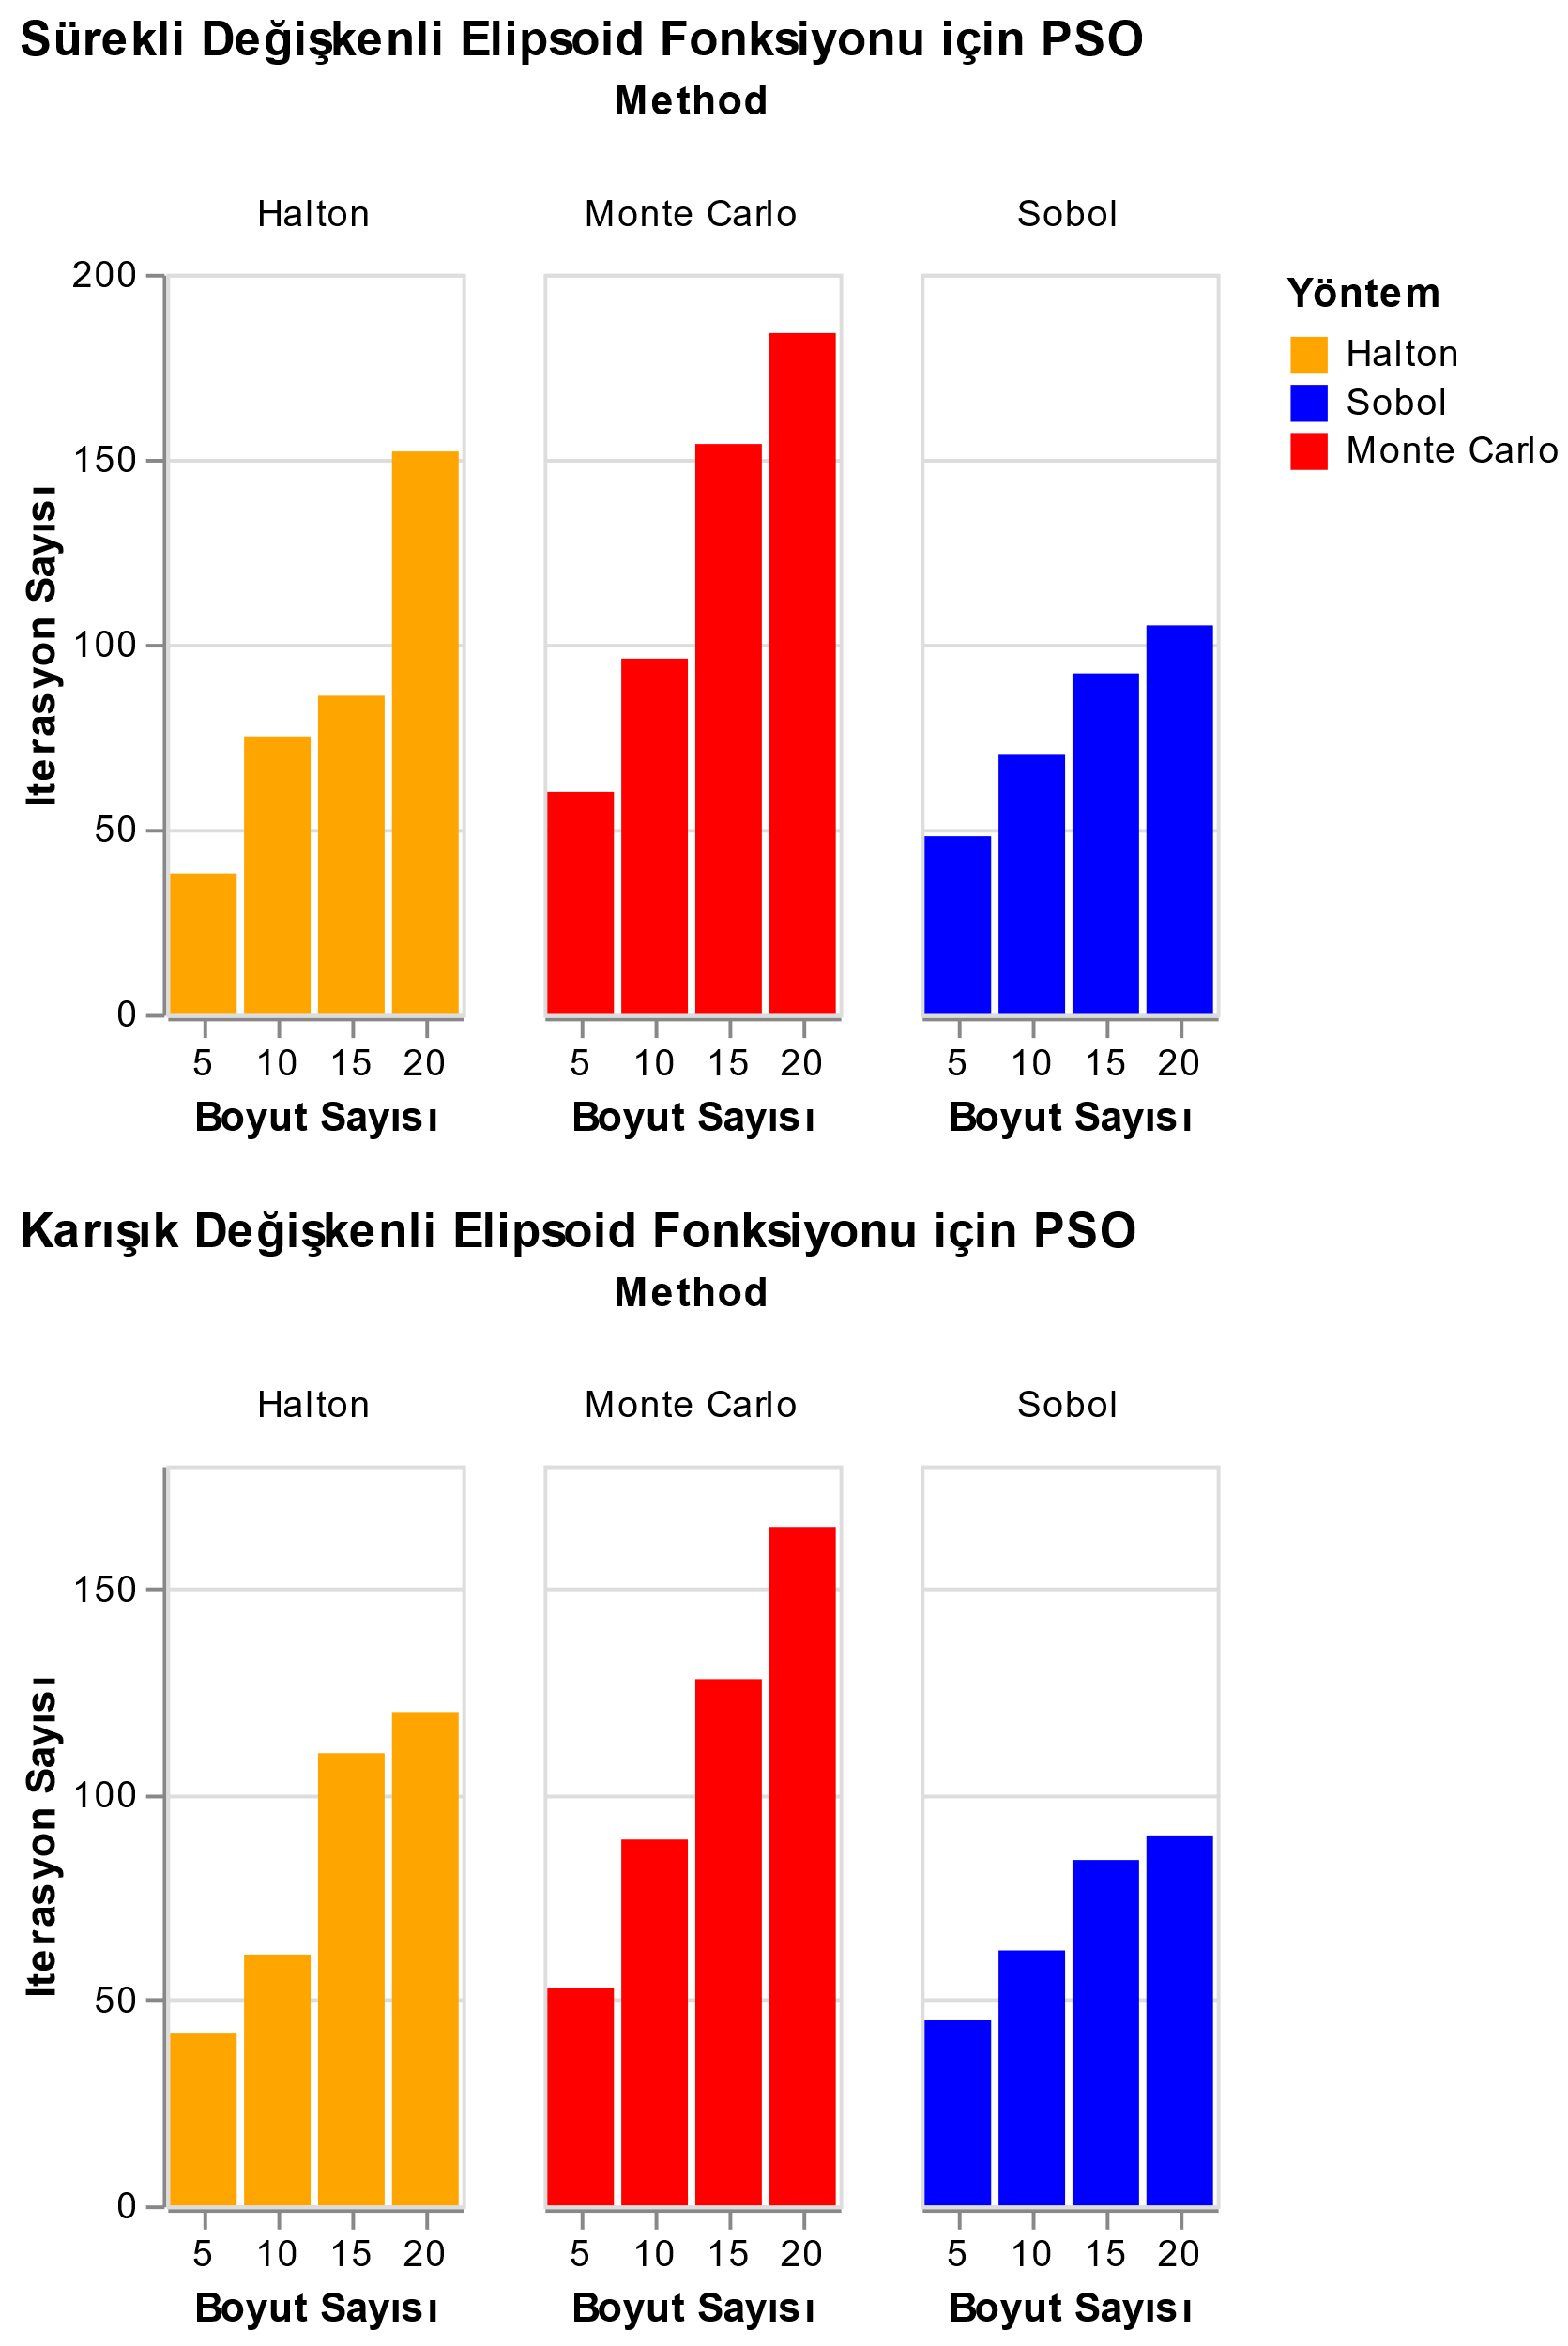 Sürekli Değişkenli Elipsoid Fonksiyonu için PSO
Method
Halton
Monte Carlo
Sobol
Iterasyon Sayısı
200
150
100
50
0
5 10 15 20
5 10 15 20
5 10 15 20
Boyut Sayısı
Boyut Sayısı
Boyut Sayısı
Yöntem
Halton
Sobol
Monte Carlo
Karışık Değişkenli Elipsoid Fonksiyonu için PSO
Method
Halton
Monte Carlo
Sobol
Iterasyon Sayısı
150
100
50
0
5 10 15 20
5 10 15 20
5 10 15 20
Boyut Sayısı
Boyut Sayısı
Boyut Sayısı